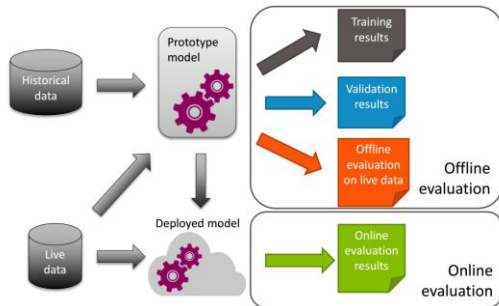 Prototype
model
Historical
data
Training
results
Validation
results
Offline
evaluation
on live data
Offline
evaluation
Deployed model
Live
data
Online
evaluation
results
Online
evaluation